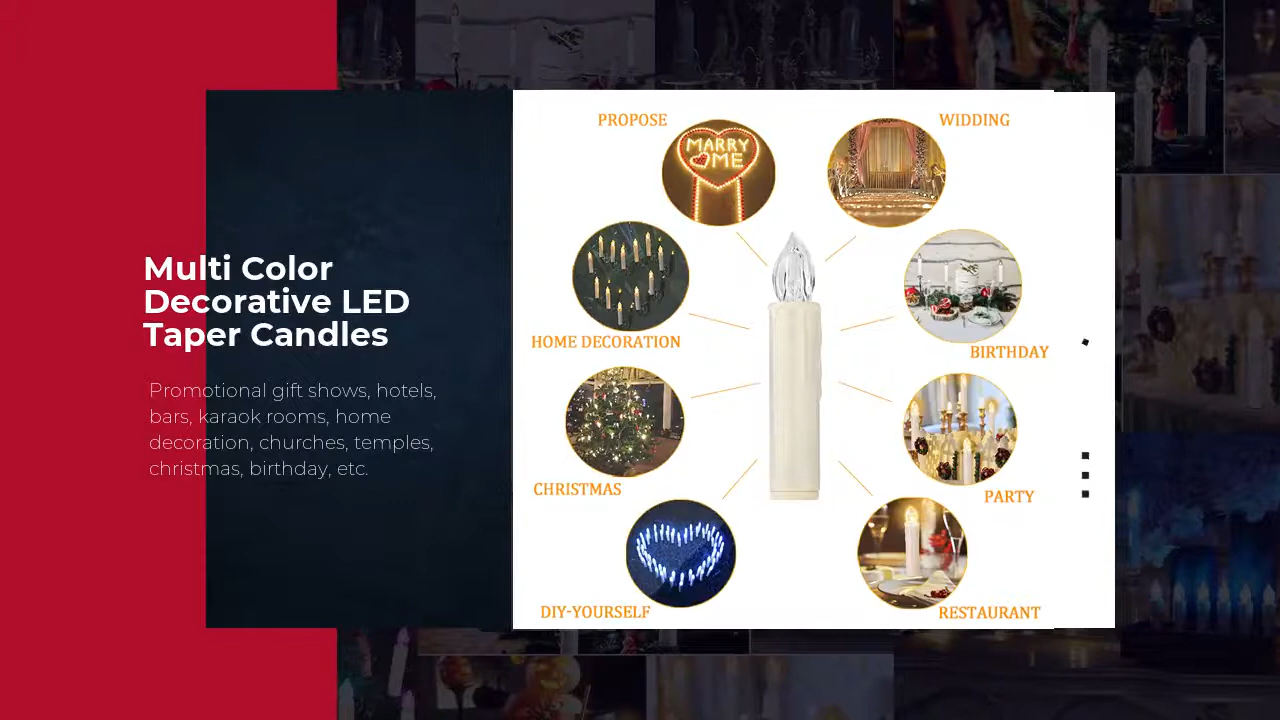 Multi Color
Decorative LED
Taper Candles
Promotional gift shows, hotels,
bars, karaok rooms, home
decoration, churches, temples,
christmas, birthday, etc.
PROPOSE
WIDDING
MARRY
ME
HOME DECORATION
BIRTHDAY
CHRISTMAS
PARTY
DIY-YOURSELF
RESTAURANT